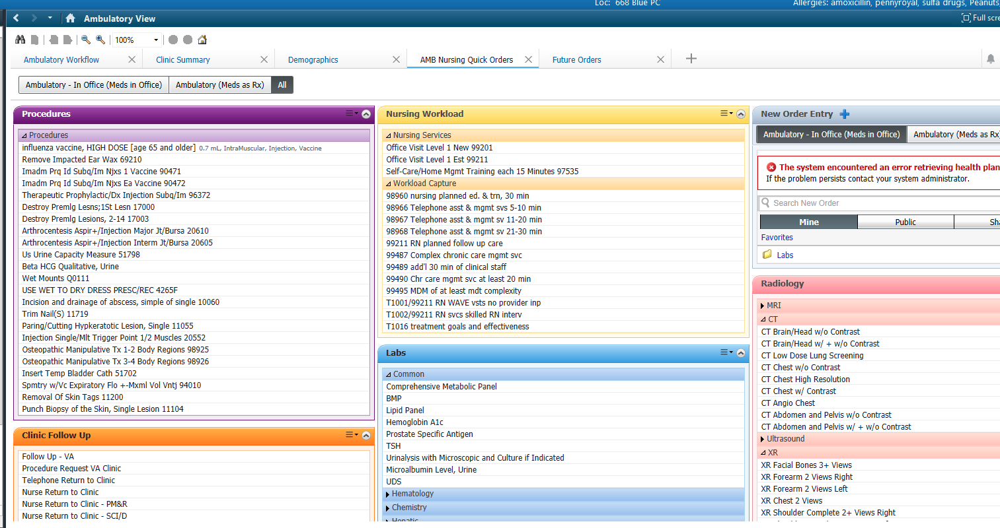 Loc: 668 Blue PC
Allergies: amoxicillin, pennyroyal, sulfa drugs, Peanuts,
Ambulatory View
Full scre
100%
Ambulatory Workflow
Clinic Summary
Demographics
AMB Nursing Quick Orders
Future Orders
Ambulatory - In Office (Meds in Office)
Ambulatory (Meds as Rx)
All
Procedures
Procedures
influenza vaccine, HIGH DOSE [age 65 and older] 0.7 mL, IntraMuscular, Injection, Vaccine
Remove Impacted Ear Wax 69210
Imadm Prq Id Subq/Im Njxs 1 Vaccine 90471
Imadm Prq Id Subq/Im Njxs Ea Vaccine 90472
Therapeutic Prophylactic/Dx Injection Subq/Im 96372
Destroy Premlg Lesns;1St Lesn 17000
Destroy Premlg Lesions, 2-14 17003
Arthrocentesis Aspir+/Injection Major Jt/Bursa 20610
Arthrocentesis Aspir+/Injection Interm Jt/Bursa 20605
Us Urine Capacity Measure 51798
Beta HCG Qualitative, Urine
Wet Mounts Q0111
USE WET TO DRY DRESS PRESC/REC 4265F
Incision and drainage of abscess, simple of single 10060
Trim Nail(S) 11719
Paring/Cutting Hypkeratotic Lesion, Single 11055
Injection Single/Mlt Trigger Point 1/2 Muscles 20552
Osteopathic Manipulative Tx 1-2 Body Regions 98925
Osteopathic Manipulative Tx 3-4 Body Regions 98926
Insert Temp Bladder Cath 51702
Spmtry w/Vc Expiratory Flo +-Mxml Vol Vntj 94010
Removal Of Skin Tags 11200
Punch Biopsy of the Skin, Single Lesion 11104
Clinic Follow Up
Follow Up - VA
Procedure Request VA Clinic
Telephone Return to Clinic
Nurse Return to Clinic
Nurse Return to Clinic - PM&R
Nurse Return to Clinic - SCI/D
Nursing Workload
Nursing Services
Office Visit Level 1 New 99201
Office Visit Level 1 Est 99211
Self-Care/Home Mgmt Training each 15 Minutes 97535
Workload Capture
98960 nursing planned ed. & trn, 30 min
98966 Telephone asst & mgmt svs 5-10 min
98967 Telephone asst & mgmt sv 11-20 min
98968 Telephone asst & mgmt sv 21-30 min
99211 RN planned follow up care
99487 Complex chronic care mgmt svc
99489 add'l 30 min of clinical staff
99490 Chr care mgmt svc at least 20 min
99495 MDM of at least mdt complexity
T1001/99211 RN WAVE vsts no provider inp
T1002/99211 RN svcs skilled RN interv
T1016 treatment goals and effectiveness
Labs
Common
Comprehensive Metabolic Panel
BMP
Lipid Panel
Hemoglobin A1c
Prostate Specific Antigen
TSH
Urinalysis with Microscopic and Culture if Indicated
Microalbumin Level, Urine
UDS
Hematology
Chemistry
Hepatic
New Order Entry
Ambulatory - In Office (Meds in Office)
Ambulatory (Meds as Rx)
The system encountered an error retrieving health plan
If the problem persists contact your system administrator.
Search New Order
Mine
Public
Sha
Favorites
Labs
Radiology
MRI
CT
CT Brain/Head w/o Contrast
CT Brain/Head w/ + w/o Contrast
CT Low Dose Lung Screening
CT Chest w/o Contrast
CT Chest High Resolution
CT Chest w/ Contrast
CT Angio Chest
CT Abdomen and Pelvis w/o Contrast
CT Abdomen and Pelvis w/ + w/o Contrast
Ultrasound
XR
XR Facial Bones 3+ Views
XR Forearm 2 Views Right
XR Forearm 2 Views Left
XR Chest 2 Views
XR Shoulder Complete 2+ Views Right